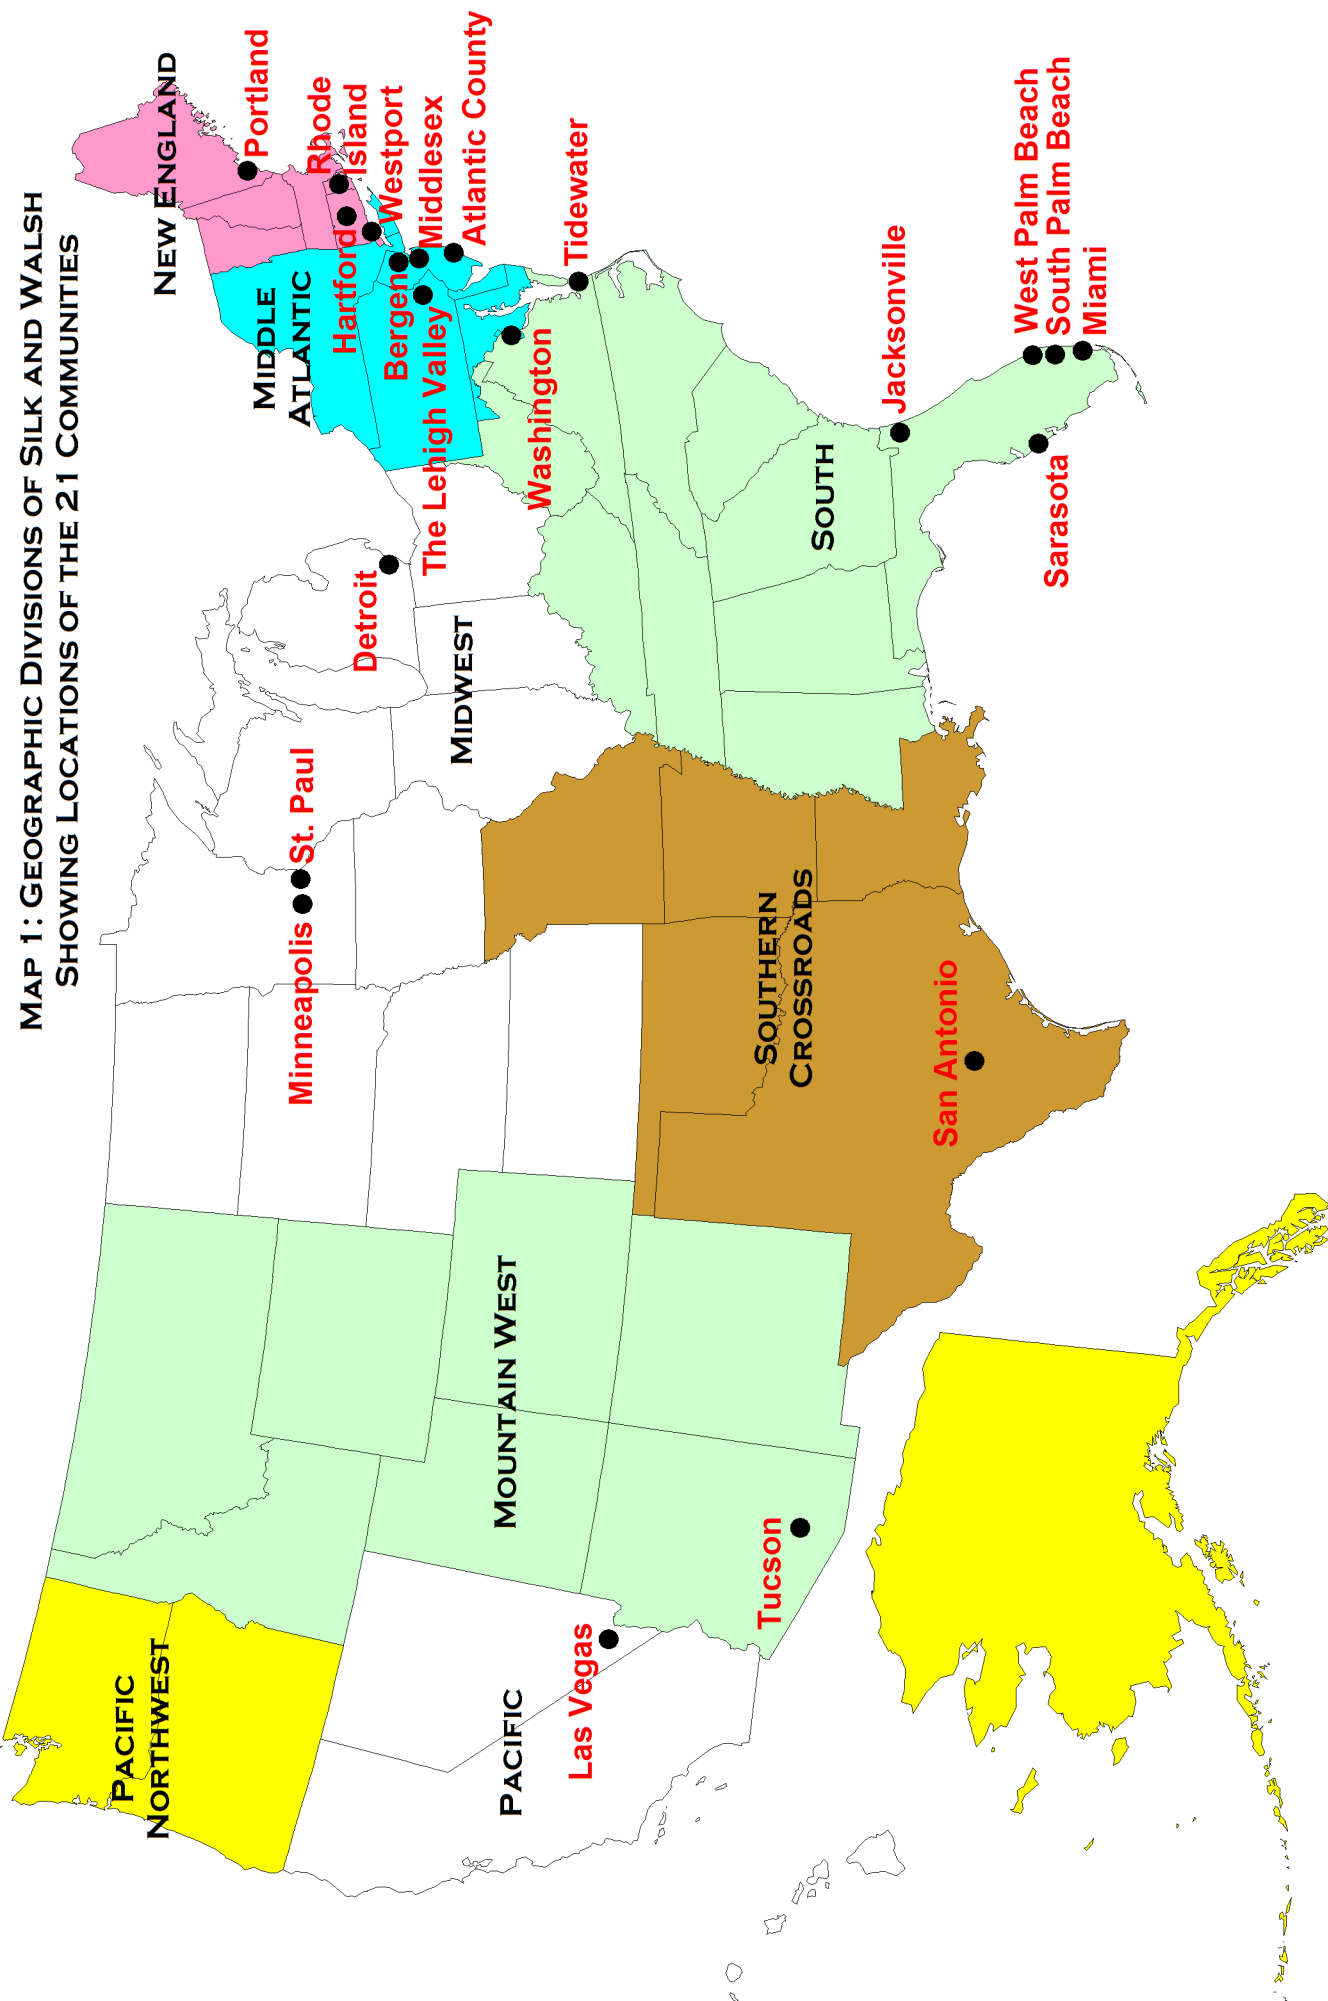 MAP 1: GEOGRAPHIC DIVISIONS OF SILK AND WALSH
SHOWING LOCATIONS OF THE 21 COMMUNITIES
NEW ENGLAND
Portland
Rhode
Island
Westport
Middlesex
Atlantic County
Hartford
Bergen
The Lehigh Valley
MIDDLE
ATLANTIC
Tidewater
Washington
Detroit
MIDWEST
St. Paul
Minneapolis
SOUTH
Jacksonville
West Palm Beach
South Palm Beach
Miami
Sarasota
SOUTHERN
CROSSROADS
San Antonio
MOUNTAIN WEST
Tucson
Las Vegas
PACIFIC
PACIFIC
NORTHWEST